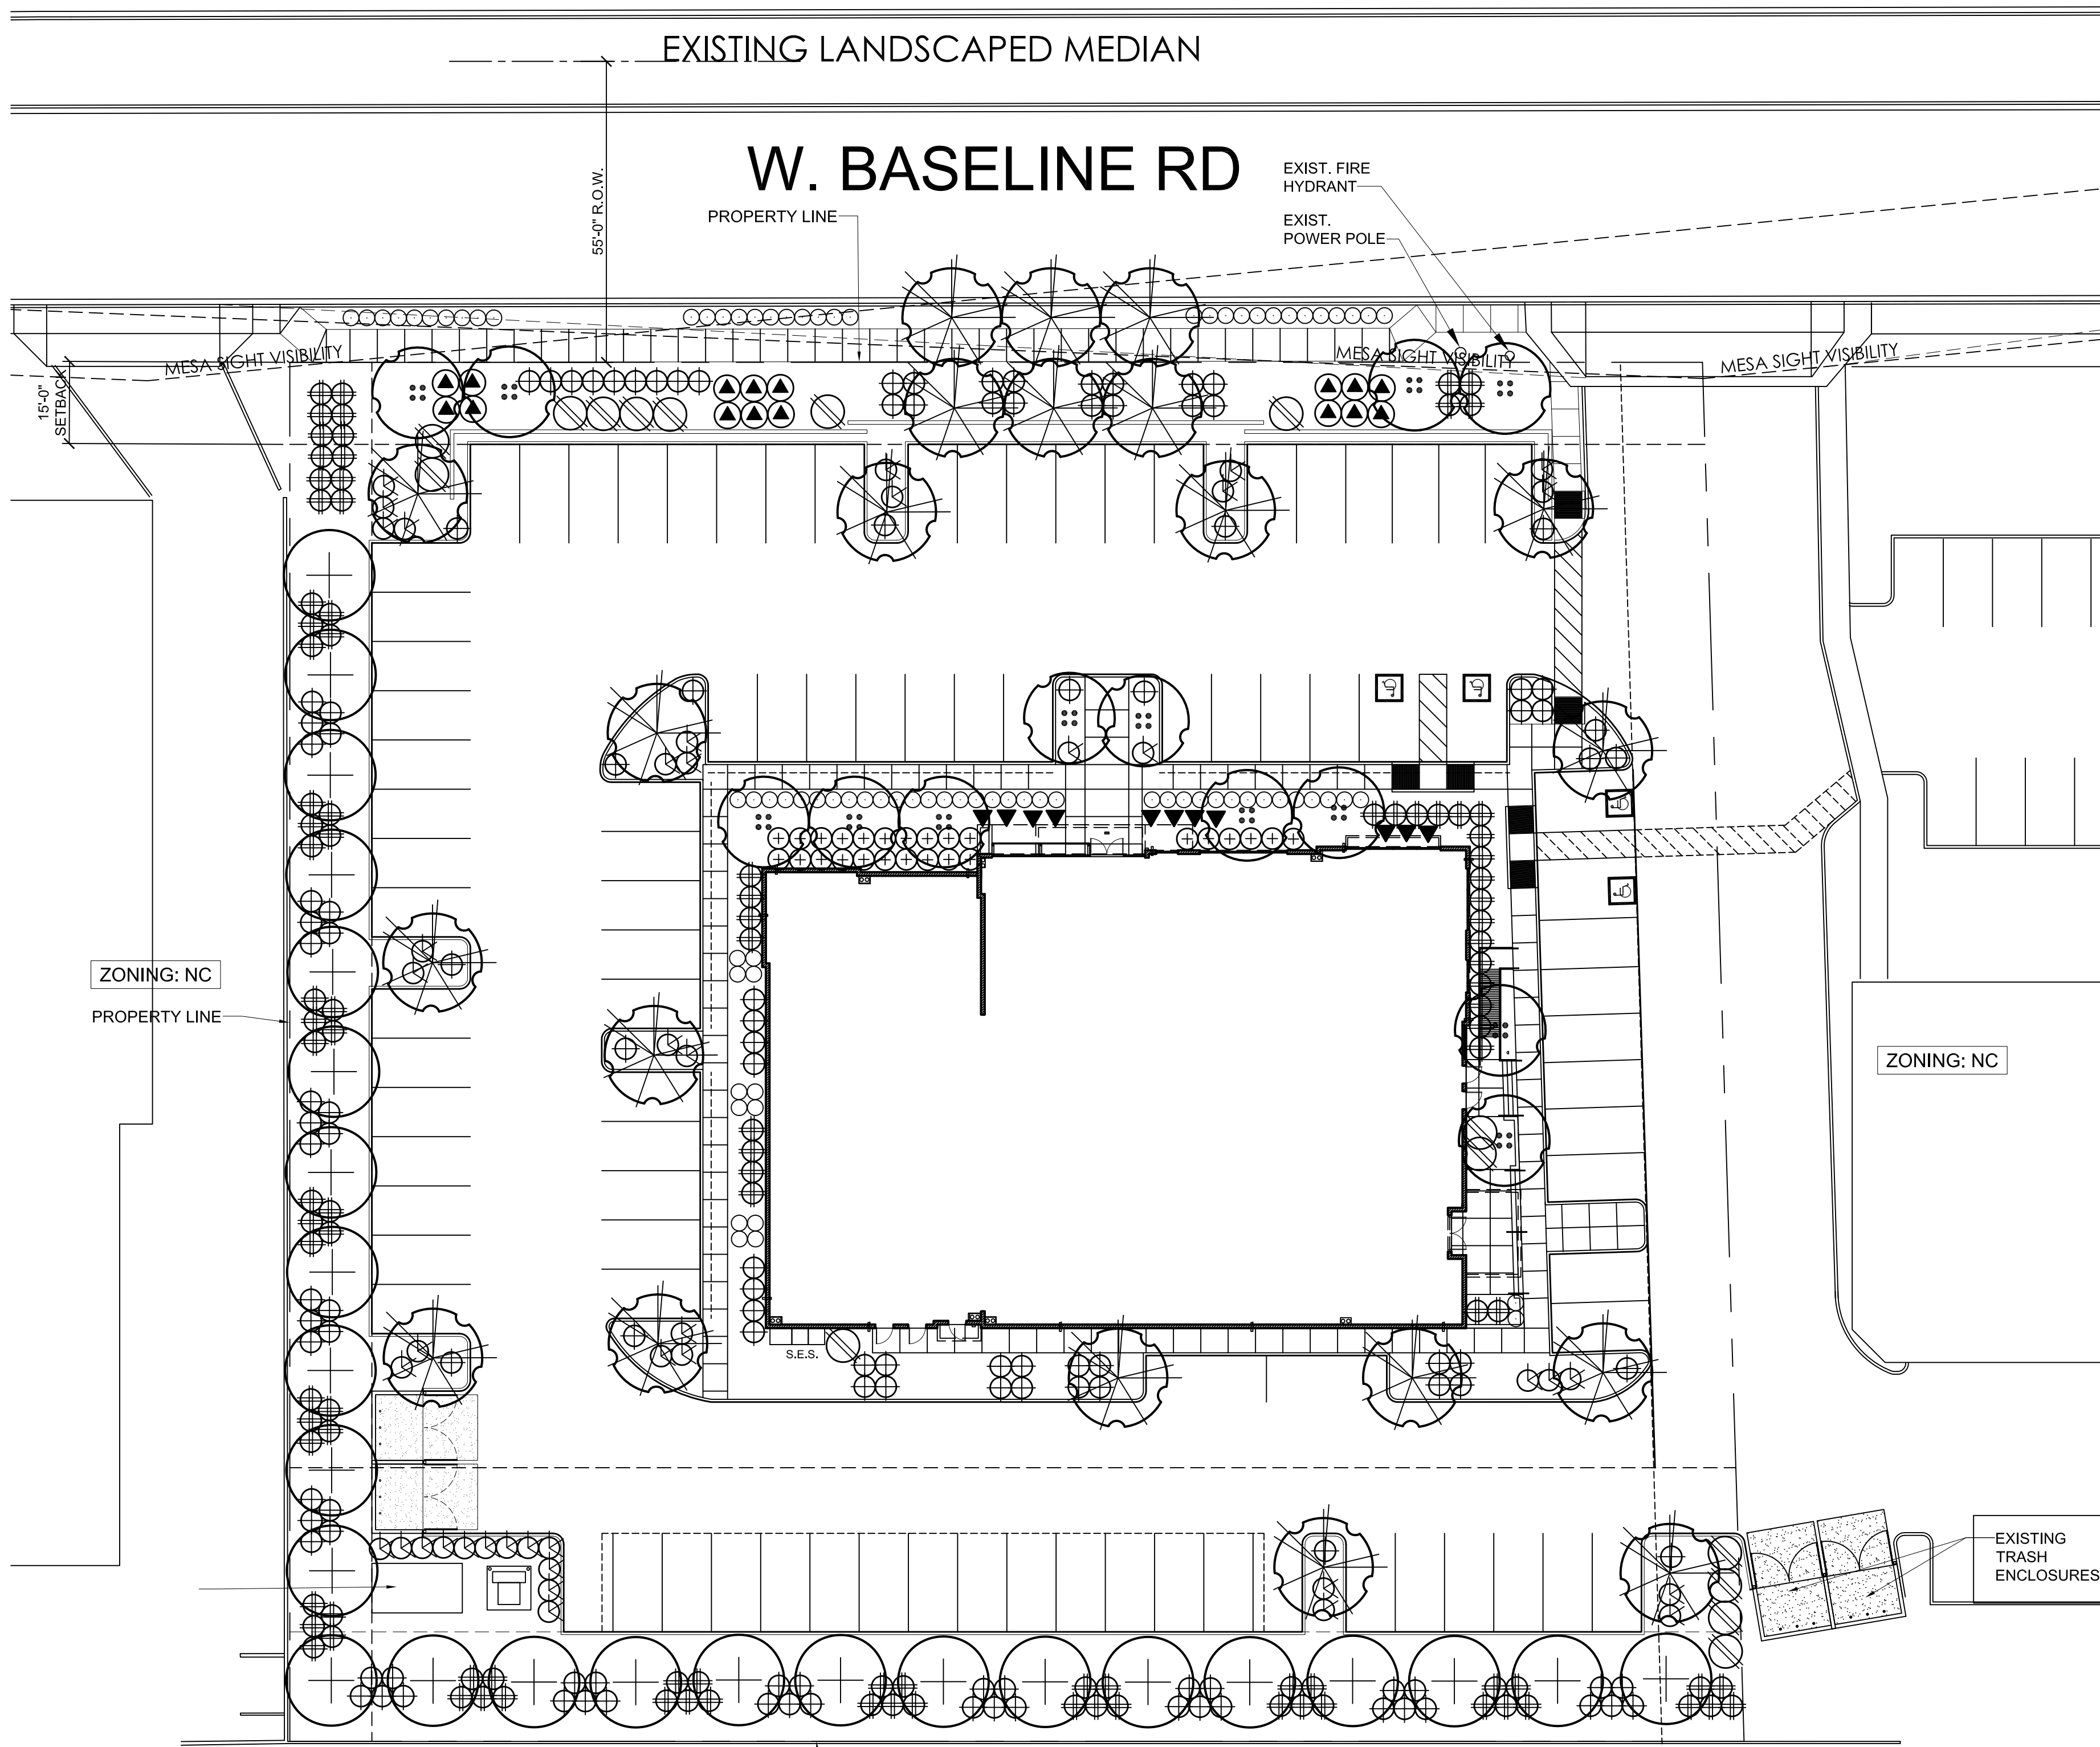 EXISTING LANDSCAPED MEDIAN
W. BASELINE RD
55'-0" R.O.W.
PROPERTY LINE
EXIST. FIRE
HYDRANT
EXIST.
POWER POLE
MESA SIGHT VISIBILITY
MESA SIGHT VISIBILITY
MESA SIGHT VISIBILITY
15'-0"
SETBACK
ZONING: NC
PROPERTY LINE
ZONING: NC
S.E.S.
EXISTING
TRASH
ENCLOSURES